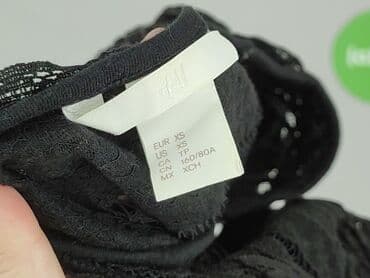 H&M
EUR XS
US XS
CA TP
CN 160/80A
MX XCH